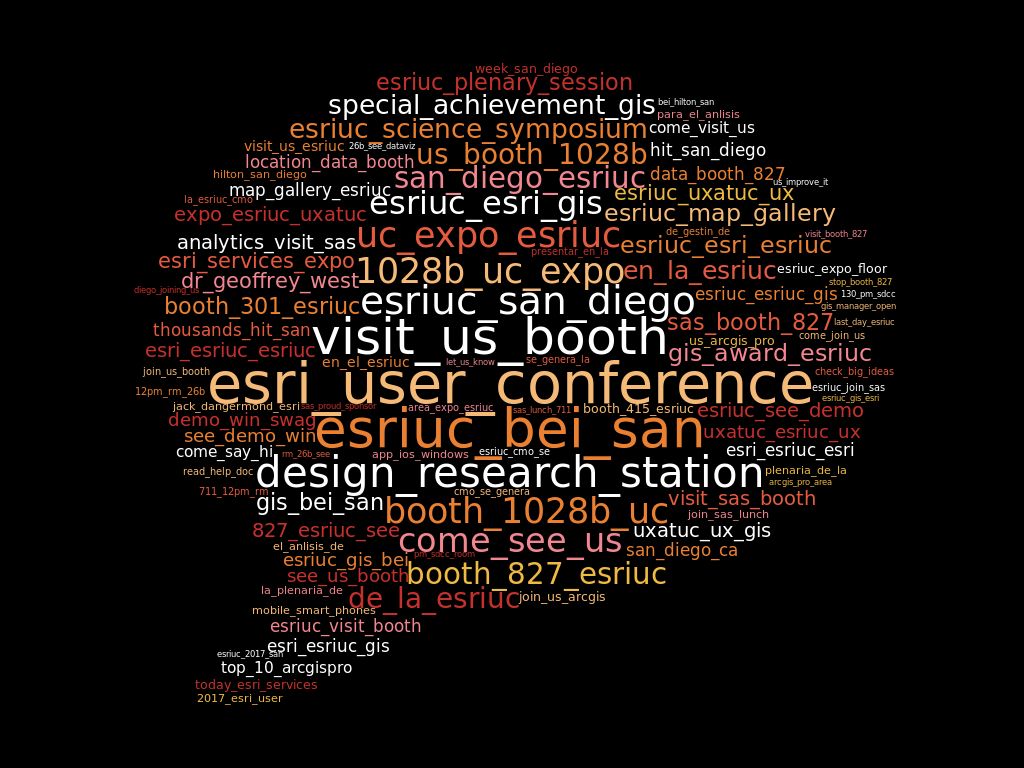 week_san_diego
esriuc_plenary_session
special_achievement_gis bei_hilton_san
para_el_anlisis
esriuc_science_symposium come_visit_us
visit_us_esriuc 26b_see_dataviz us_booth_1028b hit_san_diego
location_data_booth
hilton_san_diego san_diego_esriuc data_booth_827
us_improve_it
map_gallery_esriuc esriuc_uxatuc_ux
la_esriuc_cmo esriuc_esri_gis
expo_esriuc_uxatuc esriuc_map_gallery
analytics_visit_sas uc_expo_esriuc de_gestin_de visit_booth_827
presentar_en_la esriuc_esri_esriuc
esri_services_expo 1028b_uc_expo en_la_esriuc esriuc_expo_floor
dr_geoffrey_west stop_booth_827
diego_joining_us esriuc_san_diego esriuc_esriuc_gis 130_pm_sdcc
booth_301_esriuc gis_manager_open
thousands_hit_san visit_us_booth sas_booth_827 last_day_esriuc
us_arcgis_pro come_join_us
esri_esriuc_esriuc gis_award_esriuc
en_el_esriuc let_us_know se_genera_la
join_us_booth esri_user_conference check_big_ideas
12pm_rm_26b esriuc_join_sas
esriuc_gis_esri
jack_dangermond_esri sas_proud_sponsor area_expo_esriuc sas_lunch_711 booth_415_esriuc esriuc_see_demo
demo_win_swag esriuc_bei_san
see_demo_win uxatuc_esriuc_ux
come_say_hi rm_26b_see app_ios_windows esriuc_cmo_se esri_esriuc_esri
read_help_doc design_research_station plenaria_de_la
arcgis_pro_area
711_12pm_rm cmo_se_genera
gis_bei_san visit_sas_booth
booth_1028b_uc join_sas_lunch
827_esriuc_see uxatuc_ux_gis
el_anlisis_de come_see_us san_diego_ca
esriuc_gis_bei pm_sdcc_room
see_us_booth booth_827_esriuc
la_plenaria_de de_la_esriuc join_us_arcgis
mobile_smart_phones
esriuc_visit_booth
esri_esriuc_gis
esriuc_2017_san
top_10_arcgispro
today_esri_services
2017_esri_user